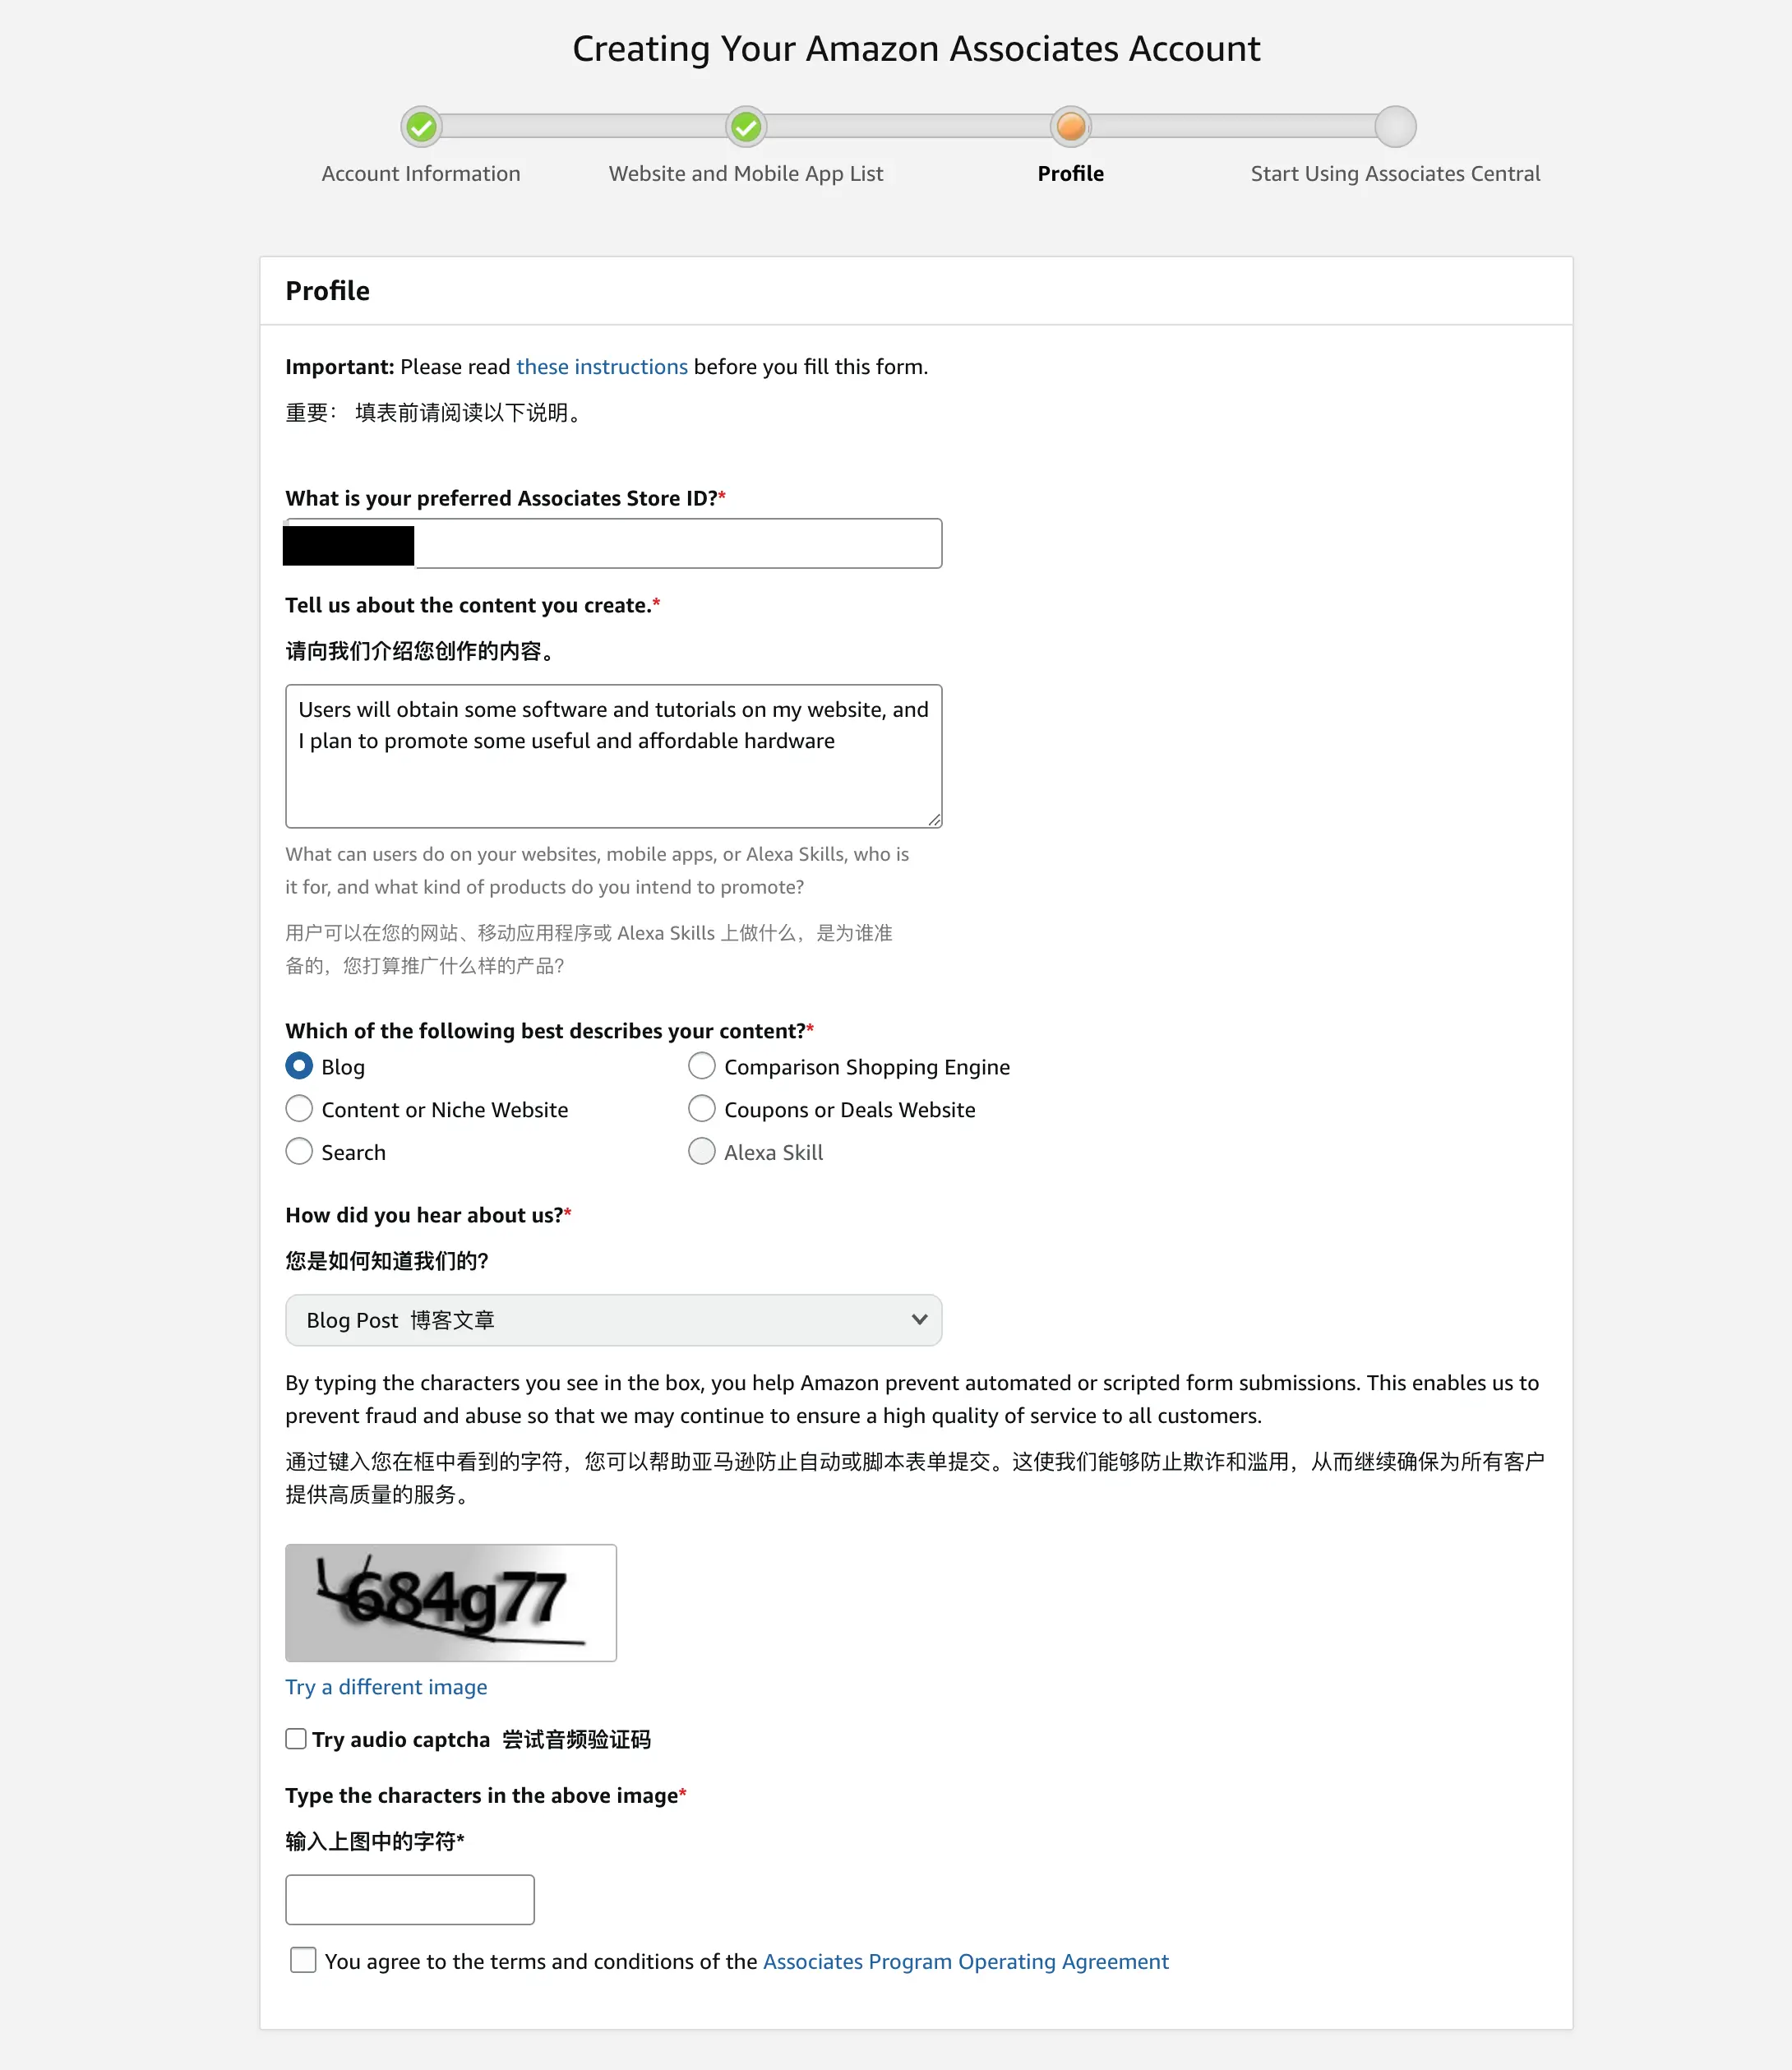 Creating Your Amazon Associates Account
Account Information
Website and Mobile App List
Profile
Start Using Associates Central
Profile
Important: Please read these instructions before you fill this form.
重要： 填表前请阅读以下说明。
What is your preferred Associates Store ID?*
Tell us about the content you create.*
请向我们介绍您创作的内容。
Users will obtain some software and tutorials on my website, and
I plan to promote some useful and affordable hardware
What can users do on your websites, mobile apps, or Alexa Skills, who is
it for, and what kind of products do you intend to promote?
用户可以在您的网站、移动应用程序或 Alexa Skills 上做什么，是为谁准
备的，您打算推广什么样的产品？
Which of the following best describes your content?*
Blog
Comparison Shopping Engine
Content or Niche Website
Coupons or Deals Website
Search
Alexa Skill
How did you hear about us?*
您是如何知道我们的？
Blog Post 博客文章
By typing the characters you see in the box, you help Amazon prevent automated or scripted form submissions. This enables us to
prevent fraud and abuse so that we may continue to ensure a high quality of service to all customers.
通过键入您在框中看到的字符，您可以帮助亚马逊防止自动或脚本表单提交。这使我们能够防止欺诈和滥用，从而继续确保为所有客户
提供高质量的服务。
684g77
Try a different image
Try audio captcha 尝试音频验证码
Type the characters in the above image*
输入上图中的字符*
You agree to the terms and conditions of the Associates Program Operating Agreement